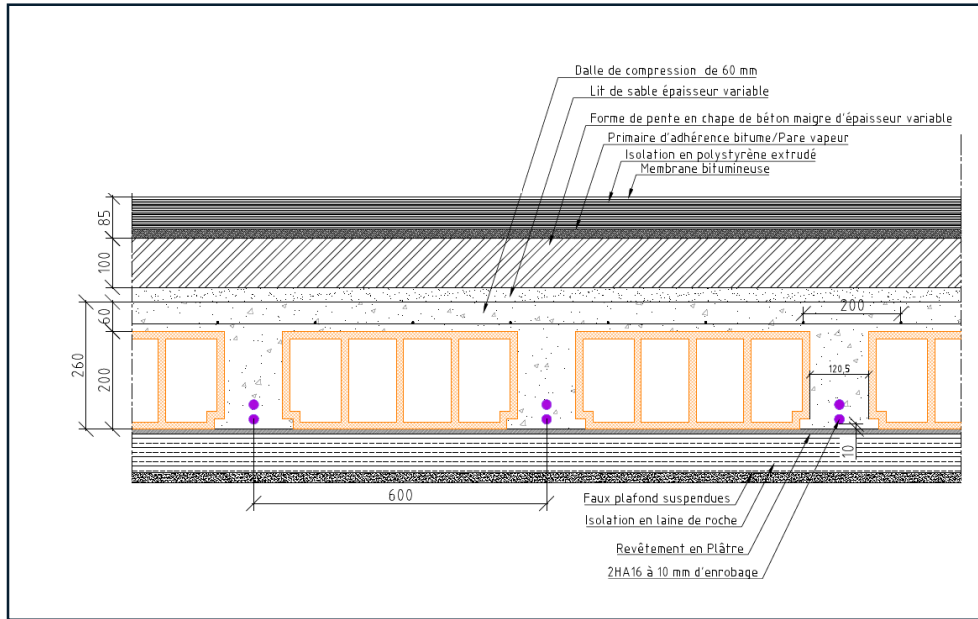 Dalle de compression de 60 mm
Lit de sable épaisseur variable
Forme de pente en chape de béton maigre d'épaisseur variable
Primaire d'adhérence bitume/Pare vapeur
Isolation en polystyrène extrudé
Membrane bitumineuse
85
100
60
200
260
200
120,5
10
600
Faux plafond suspendues
Isolation en laine de roche
Revêtement en Plâtre
2HA16 à 10 mm d'enrobage